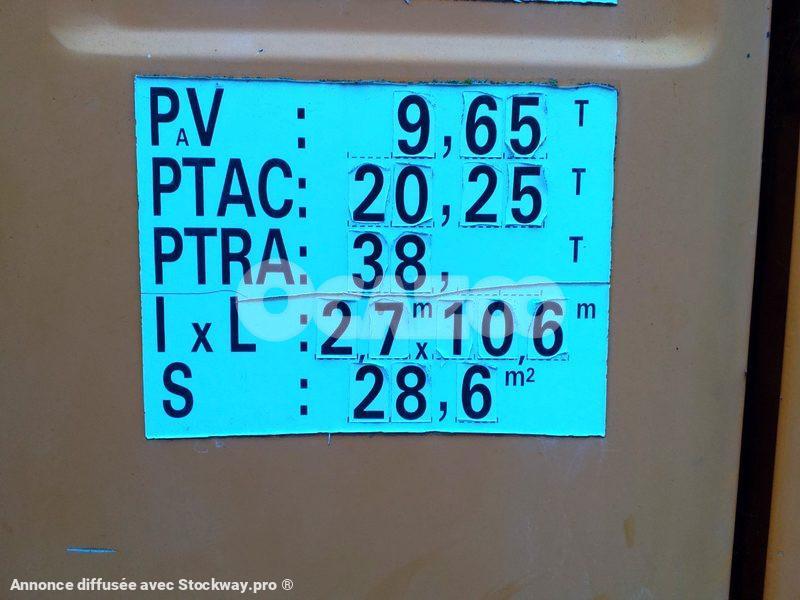 PAV : 9,65 T
PTAC: 20,25 T
PTRA: 38, T
l x L : 2,7 m x 10,6 m
S : 28,6 m²
Annonce diffusée avec Stockway.pro ®